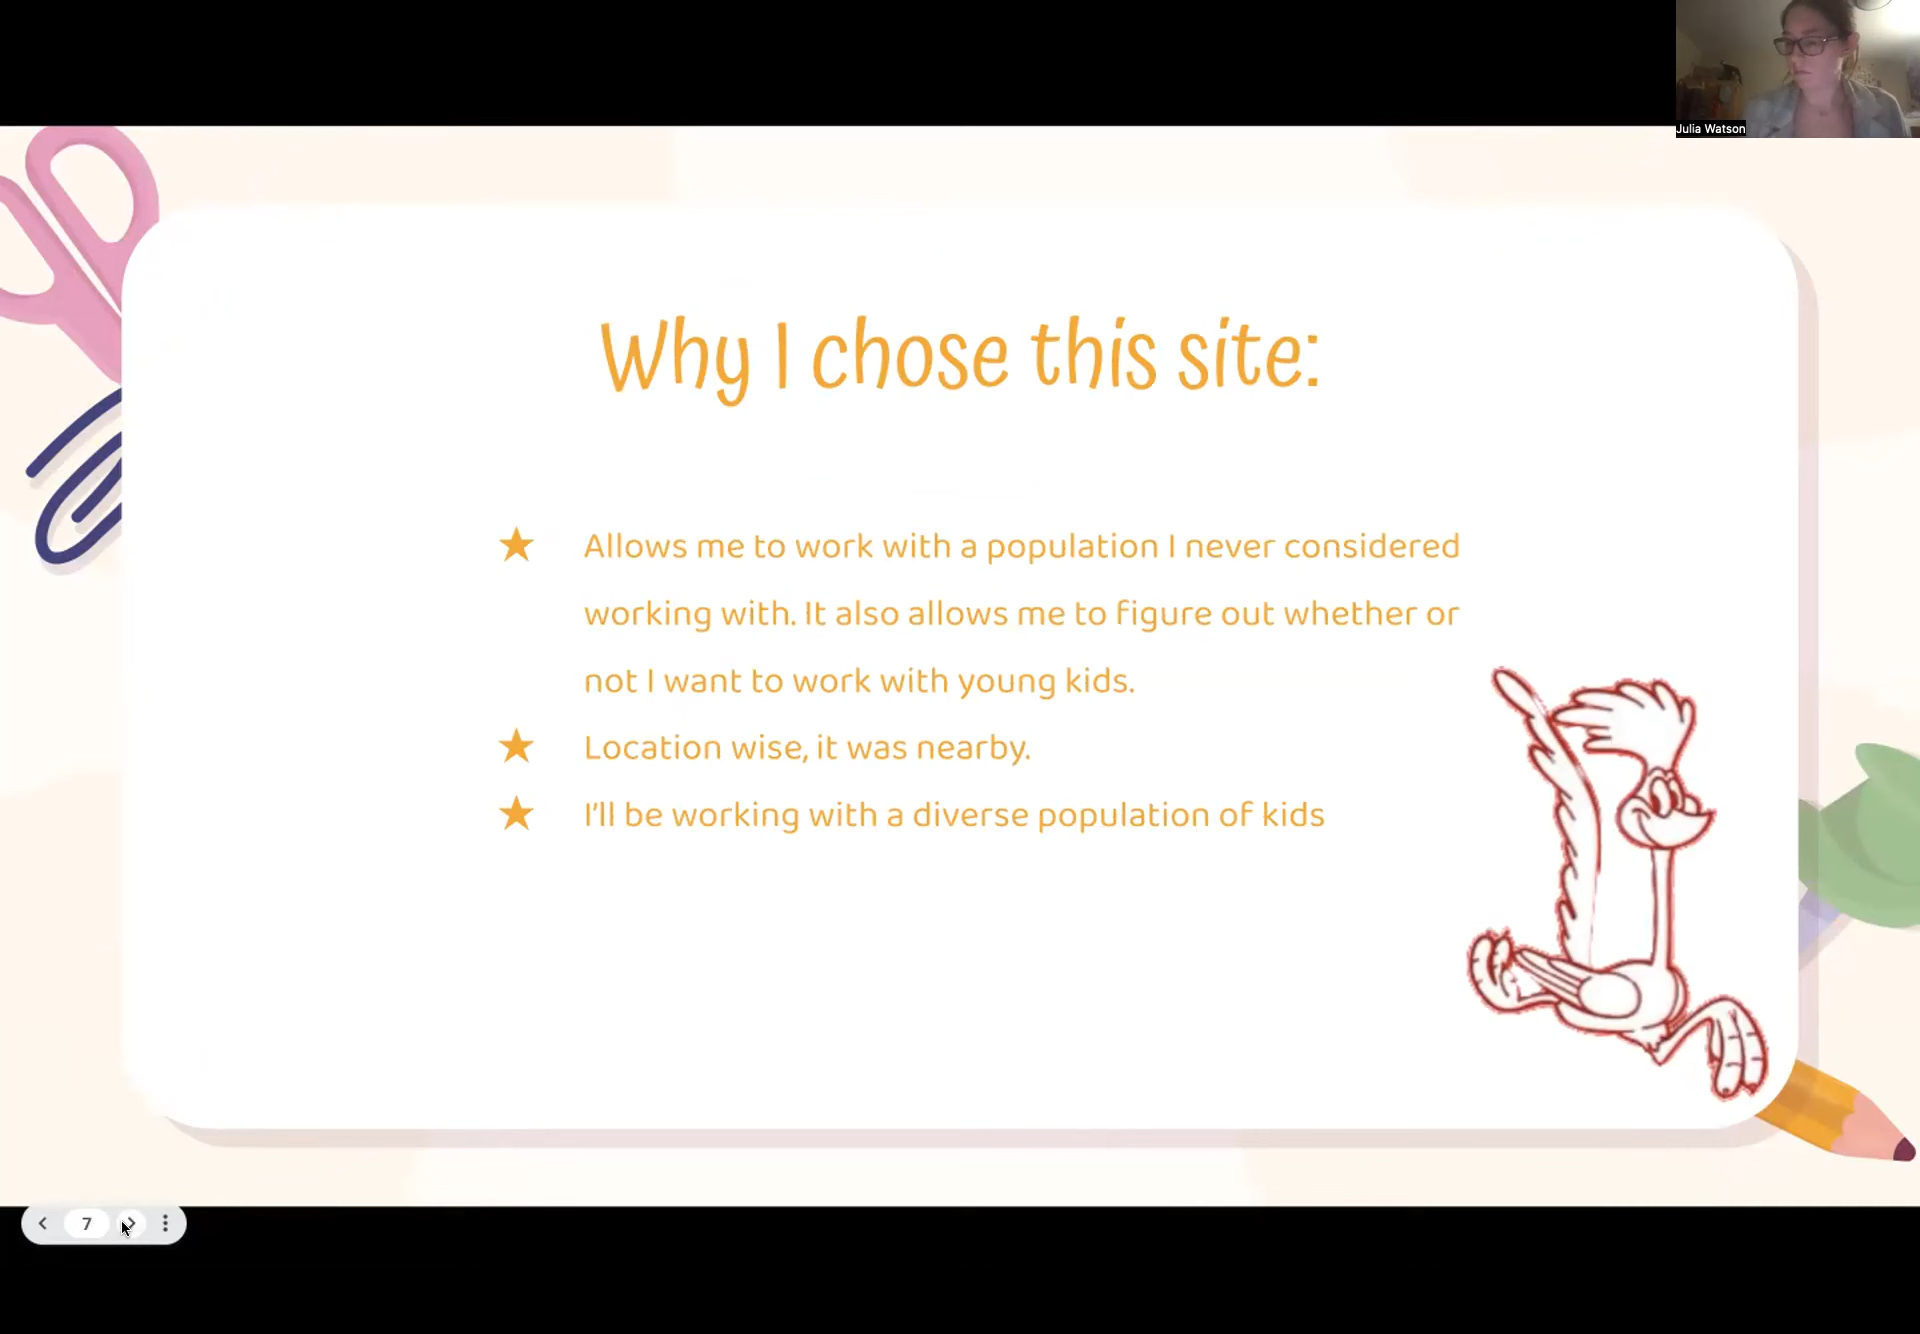 Julia Watson
Why I chose this site:
★ Allows me to work with a population I never considered
working with. It also allows me to figure out whether or
not I want to work with young kids.
★ Location wise, it was nearby.
★ I'll be working with a diverse population of kids
7